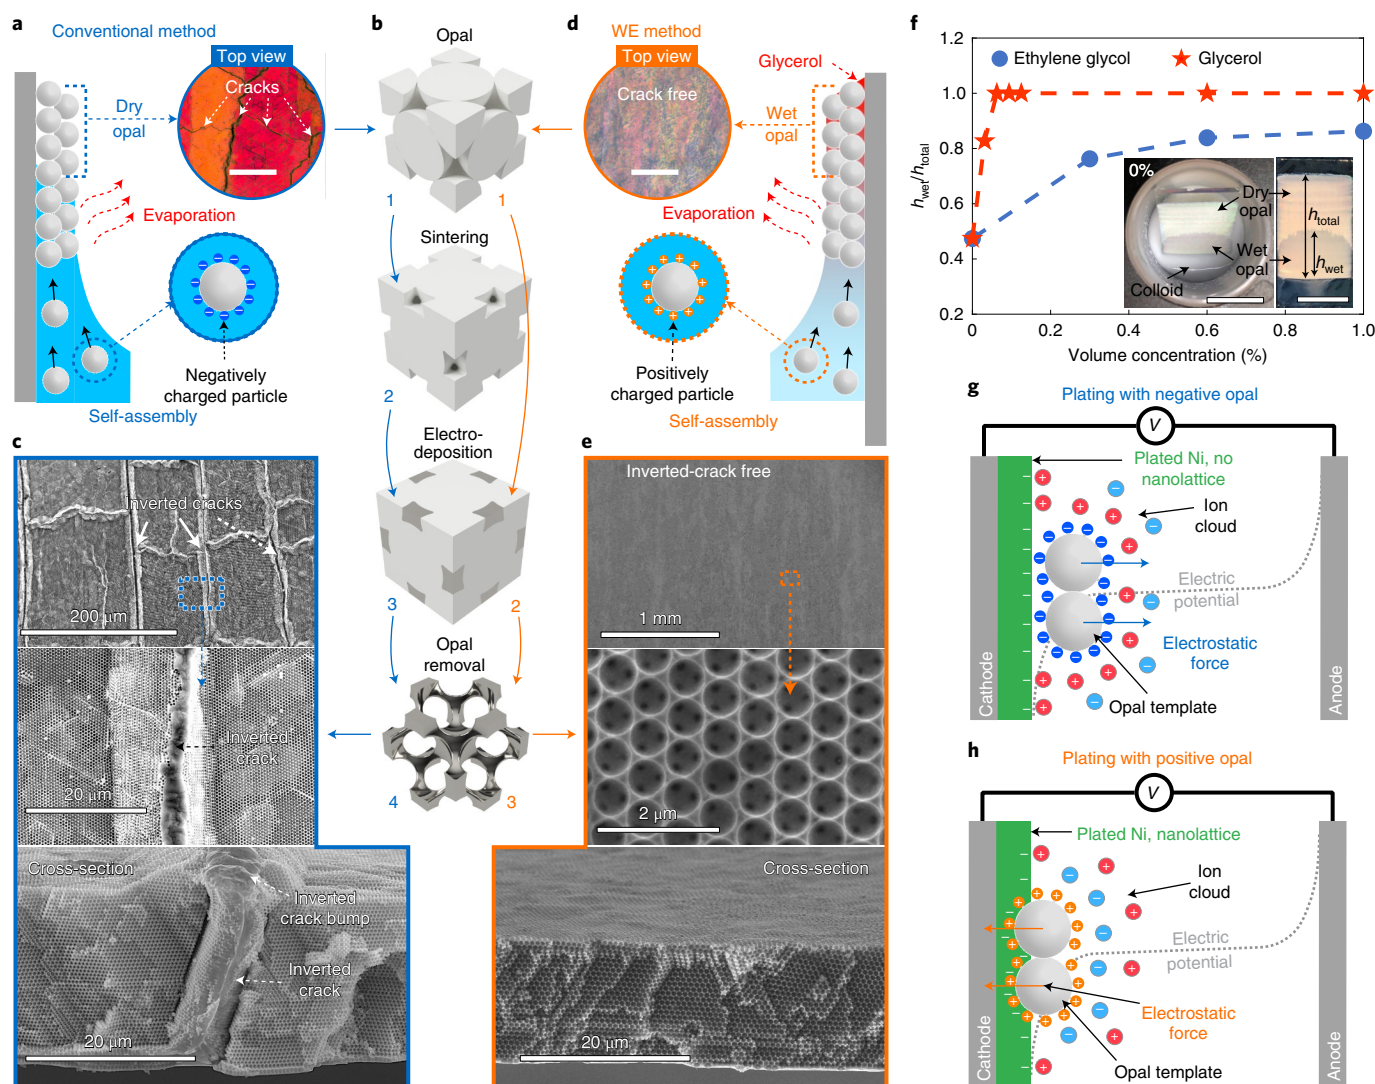 a
Conventional method
Top view
Cracks
Dry
opal
Evaporation
Negatively
charged particle
Self-assembly
b
Opal
1
1
Sintering
2
Electro-
deposition
3
2
Opal
removal
4
3
c
Inverted cracks
200 μm
Inverted
crack
20 μm
Cross-section
Inverted
crack bump
Inverted
crack
20 μm
d
WE method
Top view
Crack free
Glycerol
Wet
opal
Evaporation
Positively
charged particle
Self-assembly
e
Inverted-crack free
1 mm
2 μm
Cross-section
20 μm
f
1.2
1.0
0.8
0.6
0.4
0.2
h_wet/h_total
Ethylene glycol
Glycerol
0%
Dry
opal
Wet
opal
Colloid
h_total
h_wet
0
0.2
0.4
0.6
0.8
1.0
Volume concentration (%)
g
Plating with negative opal
V
Plated Ni, no
nanolattice
Ion
cloud
Electric
potential
Electrostatic
force
Opal template
Cathode
Anode
h
Plating with positive opal
V
Plated Ni, nanolattice
Ion
cloud
Electric
potential
Electrostatic
force
Opal template
Cathode
Anode